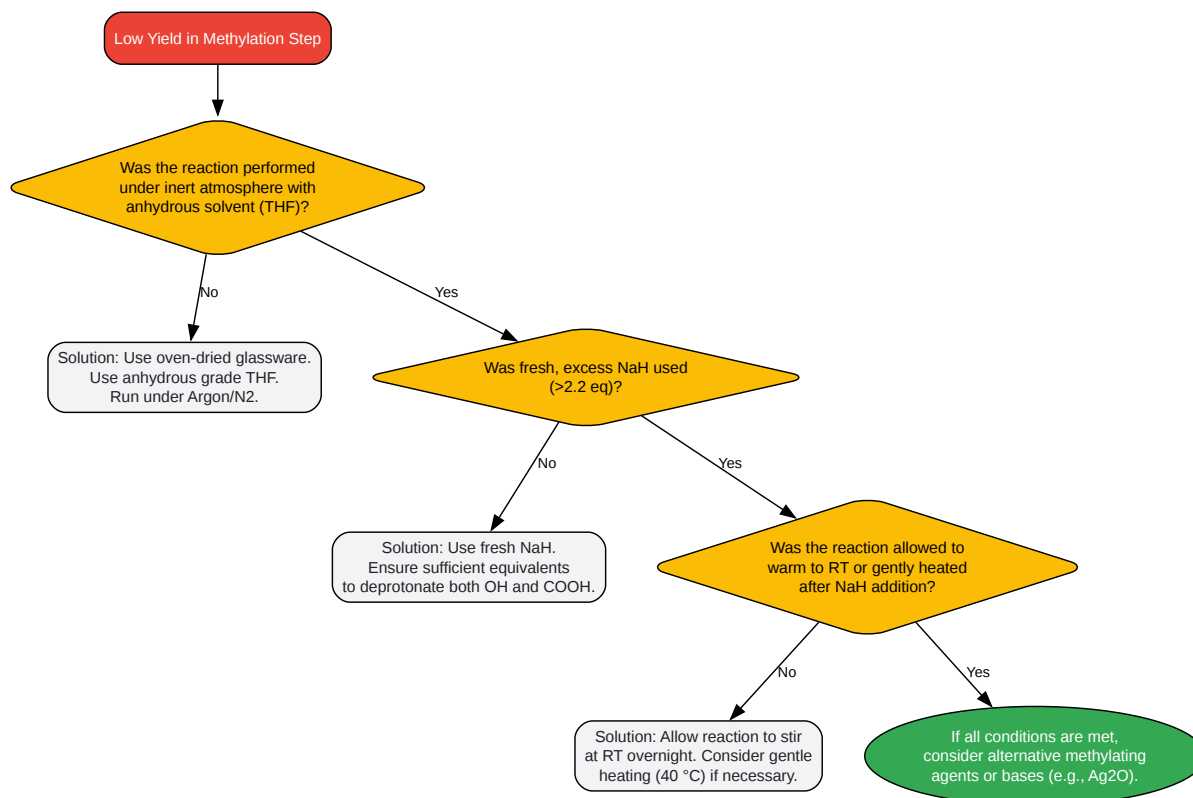 Low Yield in Methylation Step
Was the reaction performed
under inert atmosphere with
anhydrous solvent (THF)?
No
Yes
Solution: Use oven-dried glassware.
Use anhydrous grade THF.
Run under Argon/N2.
Was fresh, excess NaH used
(>2.2 eq)?
No
Yes
Solution: Use fresh NaH.
Ensure sufficient equivalents
to deprotonate both OH and COOH.
Was the reaction allowed to
warm to RT or gently heated
after NaH addition?
No
Yes
Solution: Allow reaction to stir
at RT overnight. Consider gentle
heating (40 °C) if necessary.
If all conditions are met,
consider alternative methylating
agents or bases (e.g., Ag2O).